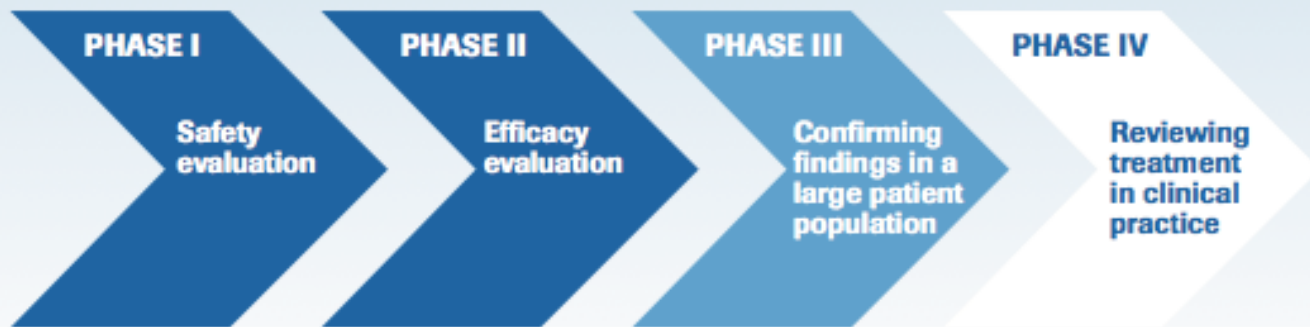 PHASE I
Safety
evaluation
PHASE II
Efficacy
evaluation
PHASE III
Confirming
findings in a
large patient
population
PHASE IV
Reviewing
treatment
in clinical
practice